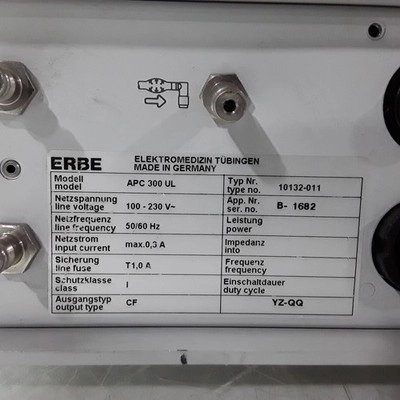 ERBE
ELEKTROMEDIZIN TÜBINGEN
MADE IN GERMANY
Modell
model
APC 300 UL
Typ Nr.
type no.
10132-011
Netzspannung
line voltage
100 - 230 V~
App. Nr.
ser. no.
B- 1682
Netzfrequenz
line frequency
50/60 Hz
Leistung
power
Netzstrom
input current
max.0,3 A
Impedanz
into
Sicherung
line fuse
T1,0 A
Frequenz
frequency
Schutzklasse
class
I
Einschaltdauer
duty cycle
Ausgangstyp
output type
CF
YZ-QQ